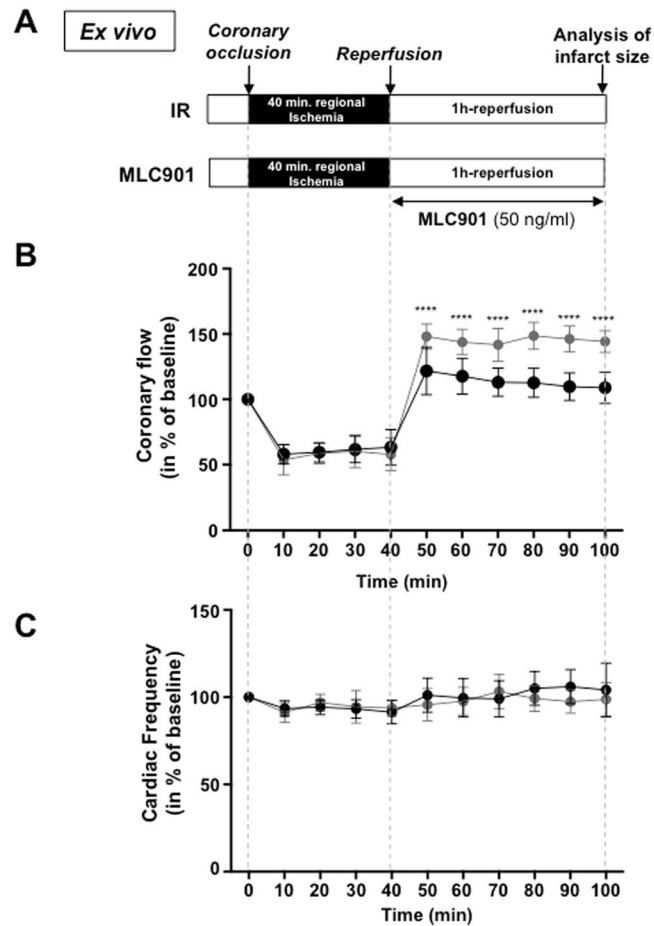 A
Ex vivo
Coronary
occlusion
Reperfusion
Analysis of
infarct size
IR
40 min. regional
Ischemia
1h-reperfusion
MLC901
40 min. regional
Ischemia
1h-reperfusion
MLC901 (50 ng/ml)
B
Coronary flow
(in % of baseline)
200
150
100
50
0
**** **** **** **** **** ****
0 10 20 30 40 50 60 70 80 90 100
Time (min)
C
Cardiac Frequency
(in % of baseline)
150
100
50
0
0 10 20 30 40 50 60 70 80 90 100
Time (min)